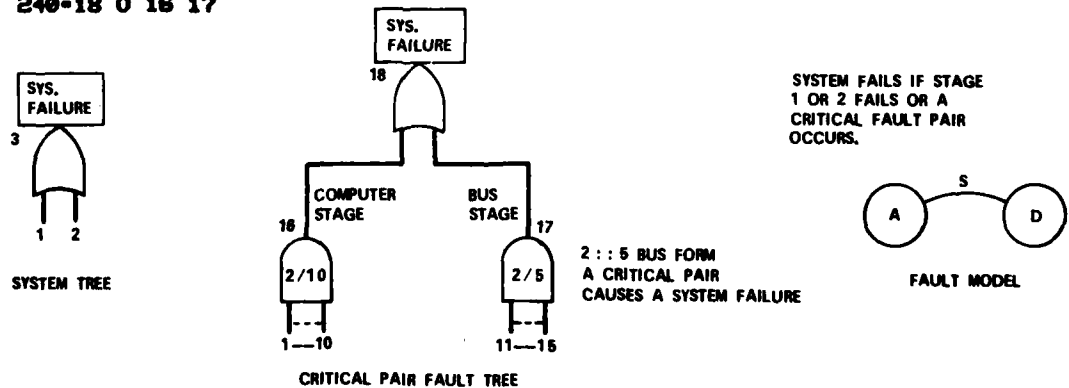 240=18 O 16 17
SYS.
FAILURE
3
1 2
SYSTEM TREE
SYS.
FAILURE
18
COMPUTER
STAGE
16
2/10
1—10
BUS
STAGE
17
2/5
11—15
2 : : 5 BUS FORM
A CRITICAL PAIR
CAUSES A SYSTEM FAILURE
CRITICAL PAIR FAULT TREE
SYSTEM FAILS IF STAGE
1 OR 2 FAILS OR A
CRITICAL FAULT PAIR
OCCURS.
S
A
D
FAULT MODEL